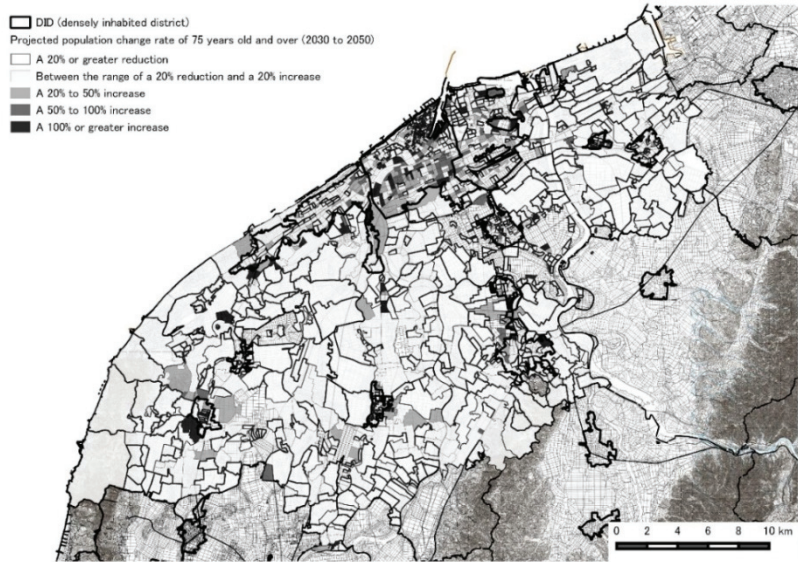 DID (densely inhabited district)
Projected population change rate of 75 years old and over (2030 to 2050)
A 20% or greater reduction
Between the range of a 20% reduction and a 20% increase
A 20% to 50% increase
A 50% to 100% increase
A 100% or greater increase
0 2 4 6 8 10 km